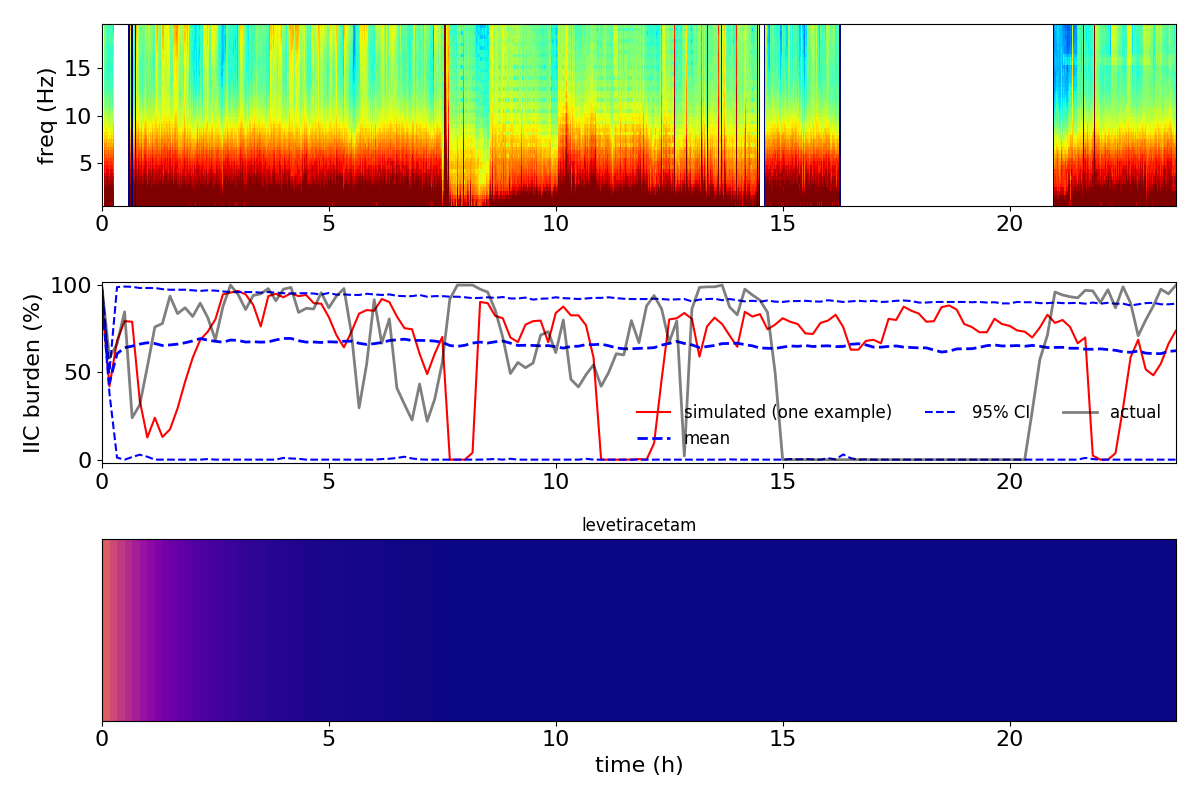 freq (Hz)
15
10
5
0 5 10 15 20
IIC burden (%)
100
50
0
simulated (one example)
mean
95% CI
actual
0 5 10 15 20
levetiracetam
0 5 10 15 20
time (h)